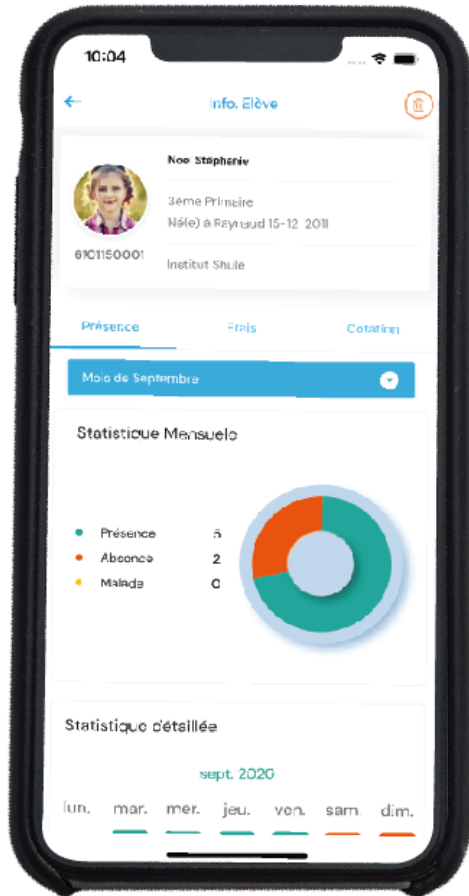 10:04
Info. Elève
Noel Stéphanie
3ème Primaire
Né(e) à Raynaud 15-12 2011
6101150001
Institut Shule
Présence Frais Cotation
Mois de Septembre
Statistique Mensuele
Présence 5
Absence 2
Malade 0
Statistique détaillée
sept. 2020
lun. mar. mer. jeu. ven. sam. dim.